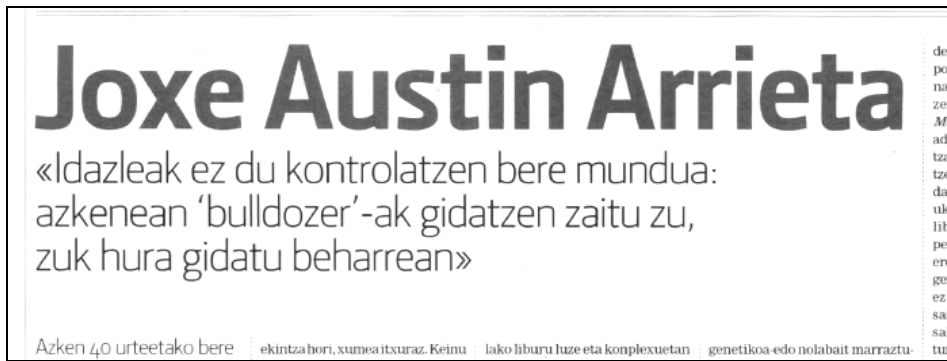 Joxe Austin Arrieta
«Idazleak ez du kontrolatzen bere mundua:
azkenean ‘bulldozer’-ak gidatzen zaitu zu,
zuk hura gidatu beharrean»
Azken 40 urteetako bere
ekintza hori, xumea itxuraz. Keinu
lako liburu luze eta konplexuetan
genetikoa-edo nolabait marraztu-